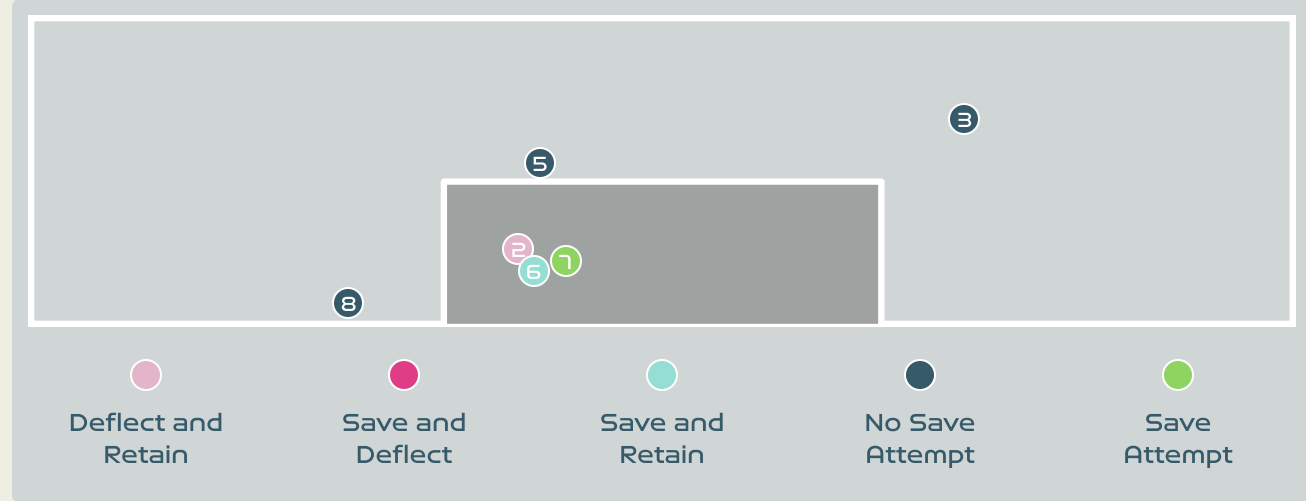 3
5
2
7
6
8
Deflect and
Retain
Save and
Deflect
Save and
Retain
No Save
Attempt
Save
Attempt